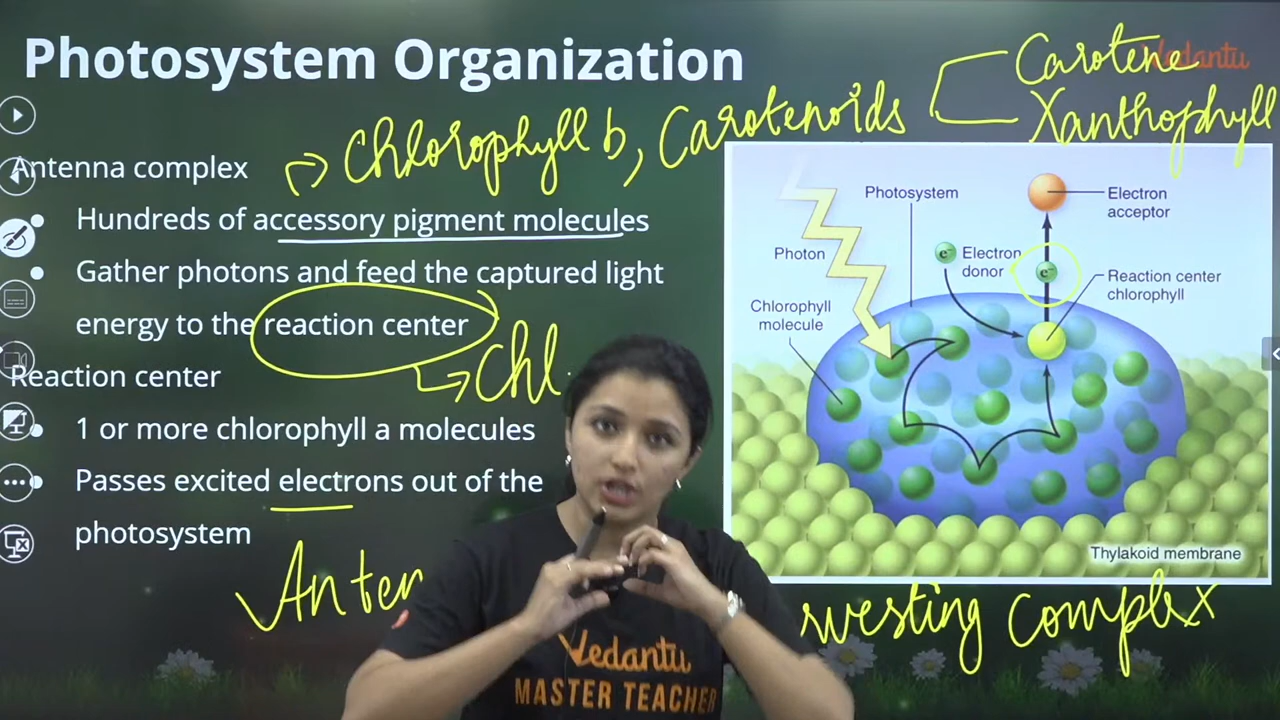 Photosystem Organization
Carotene
Vedantu
Chlorophyll b, Carotenoids
Xanthophyll
Antenna complex
Hundreds of accessory pigment molecules
Gather photons and feed the captured light
energy to the reaction center
Chl.
Reaction center
1 or more chlorophyll a molecules
Passes excited electrons out of the
photosystem
Photosystem
Electron
acceptor
Photon
e⁻ Electron
donor
e⁻
Reaction center
chlorophyll
Chlorophyll
molecule
Thylakoid membrane
Vedantu
MASTER TEACHER
complex